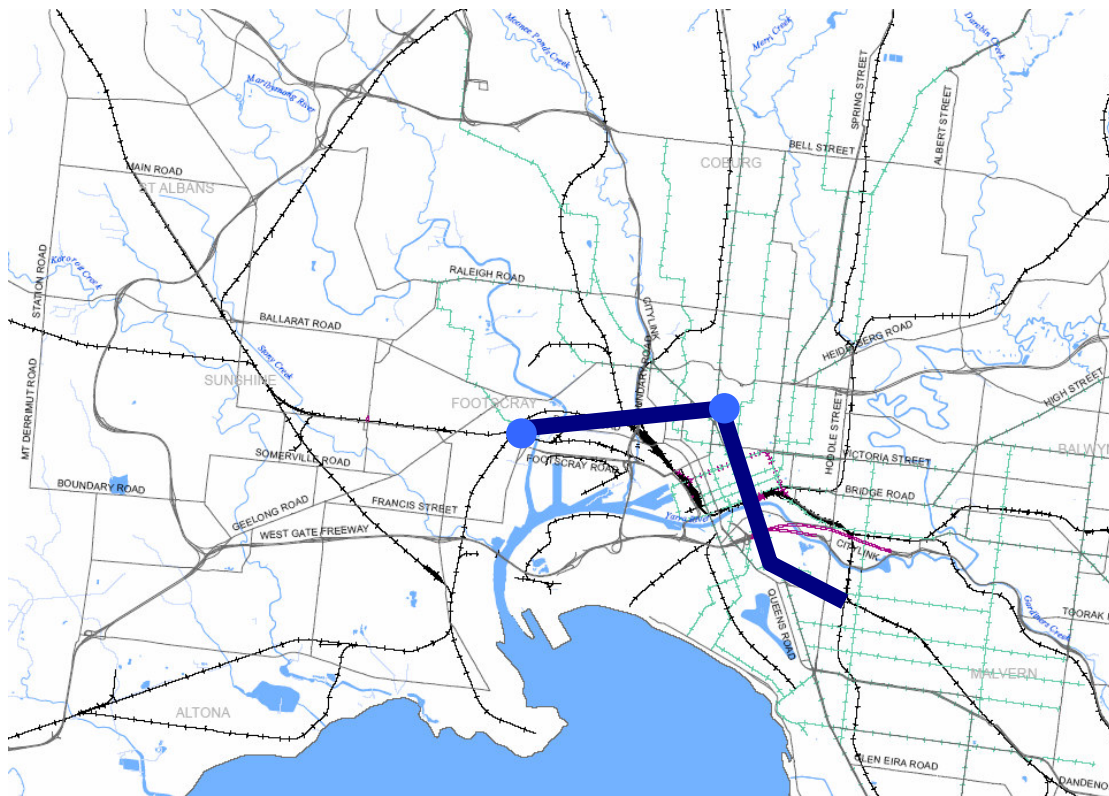 Moonee Ponds Creek
Merri Creek
Darebin Creek
Maribyrnong River
SPRING STREET
ALBERT STREET
BELL STREET
COBURG
MAIN ROAD
ST ALBANS
Kororoit Creek
STATION ROAD
RALEIGH ROAD
CITYLINK
BALLARAT ROAD
HEIDELBERG ROAD
Stony Creek
SUNSHINE
MT DERRIMUT ROAD
FOOTSCRAY
HIGH STREET
HODDLE STREET
VICTORIA STREET
BALWY
SOMERVILLE ROAD
FOOTSCRAY ROAD
BOUNDARY ROAD
BRIDGE ROAD
GEELONG ROAD
FRANCIS STREET
WEST GATE FREEWAY
CITYLINK
QUEENS ROAD
Gardiners Creek
TOORAK
MALVERN
ALTONA
GLEN EIRA ROAD
DANDENO